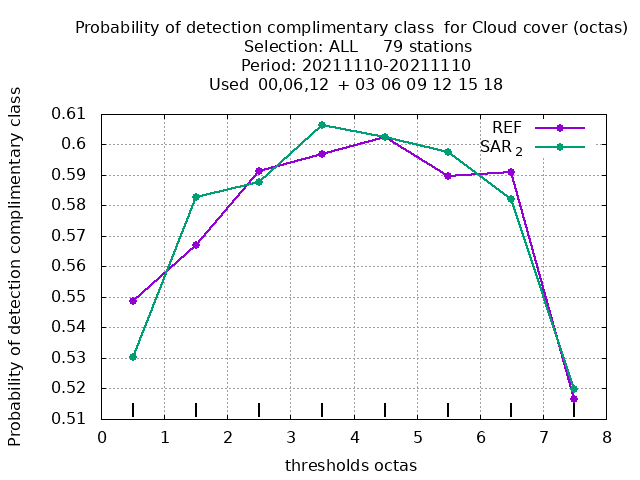 Probability of detection complimentary class  for Cloud cover (octas)
Selection: ALL     79 stations
Period: 20211110-20211110
Used  00,06,12  + 03 06 09 12 15 18
Probability of detection complimentary class
0.61
0.6
0.59
0.58
0.57
0.56
0.55
0.54
0.53
0.52
0.51
REF
SAR 2
0 1 2 3 4 5 6 7 8
thresholds octas